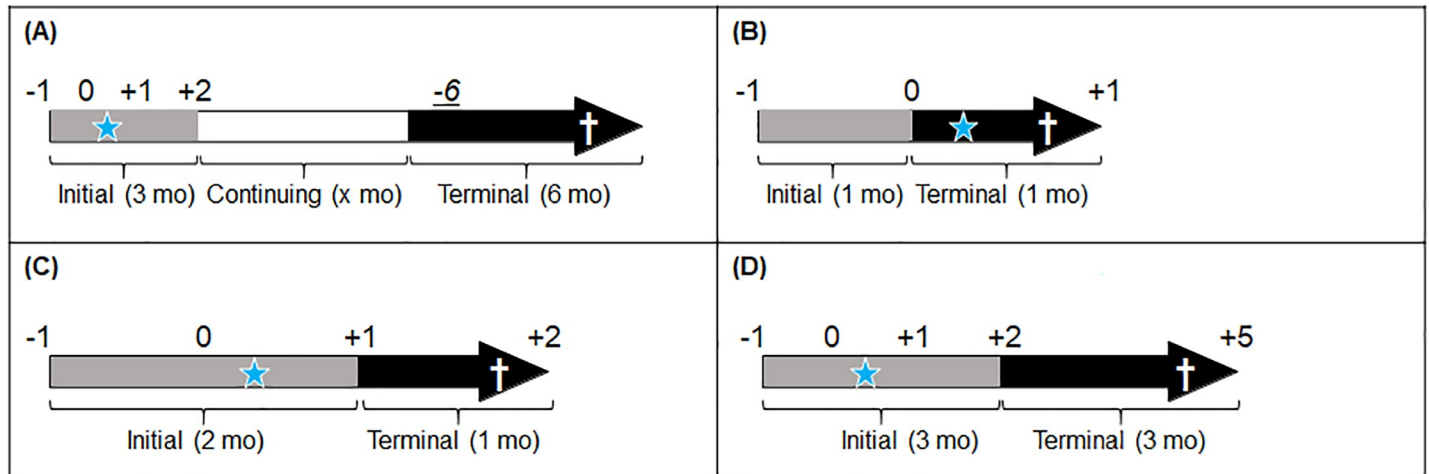 (A)
-1 0 +1 +2 -6
Initial (3 mo) Continuing (x mo) Terminal (6 mo)
(B)
-1 0 +1
Initial (1 mo) Terminal (1 mo)
(C)
-1 0 +1 +2
Initial (2 mo) Terminal (1 mo)
(D)
-1 0 +1 +2 +5
Initial (3 mo) Terminal (3 mo)